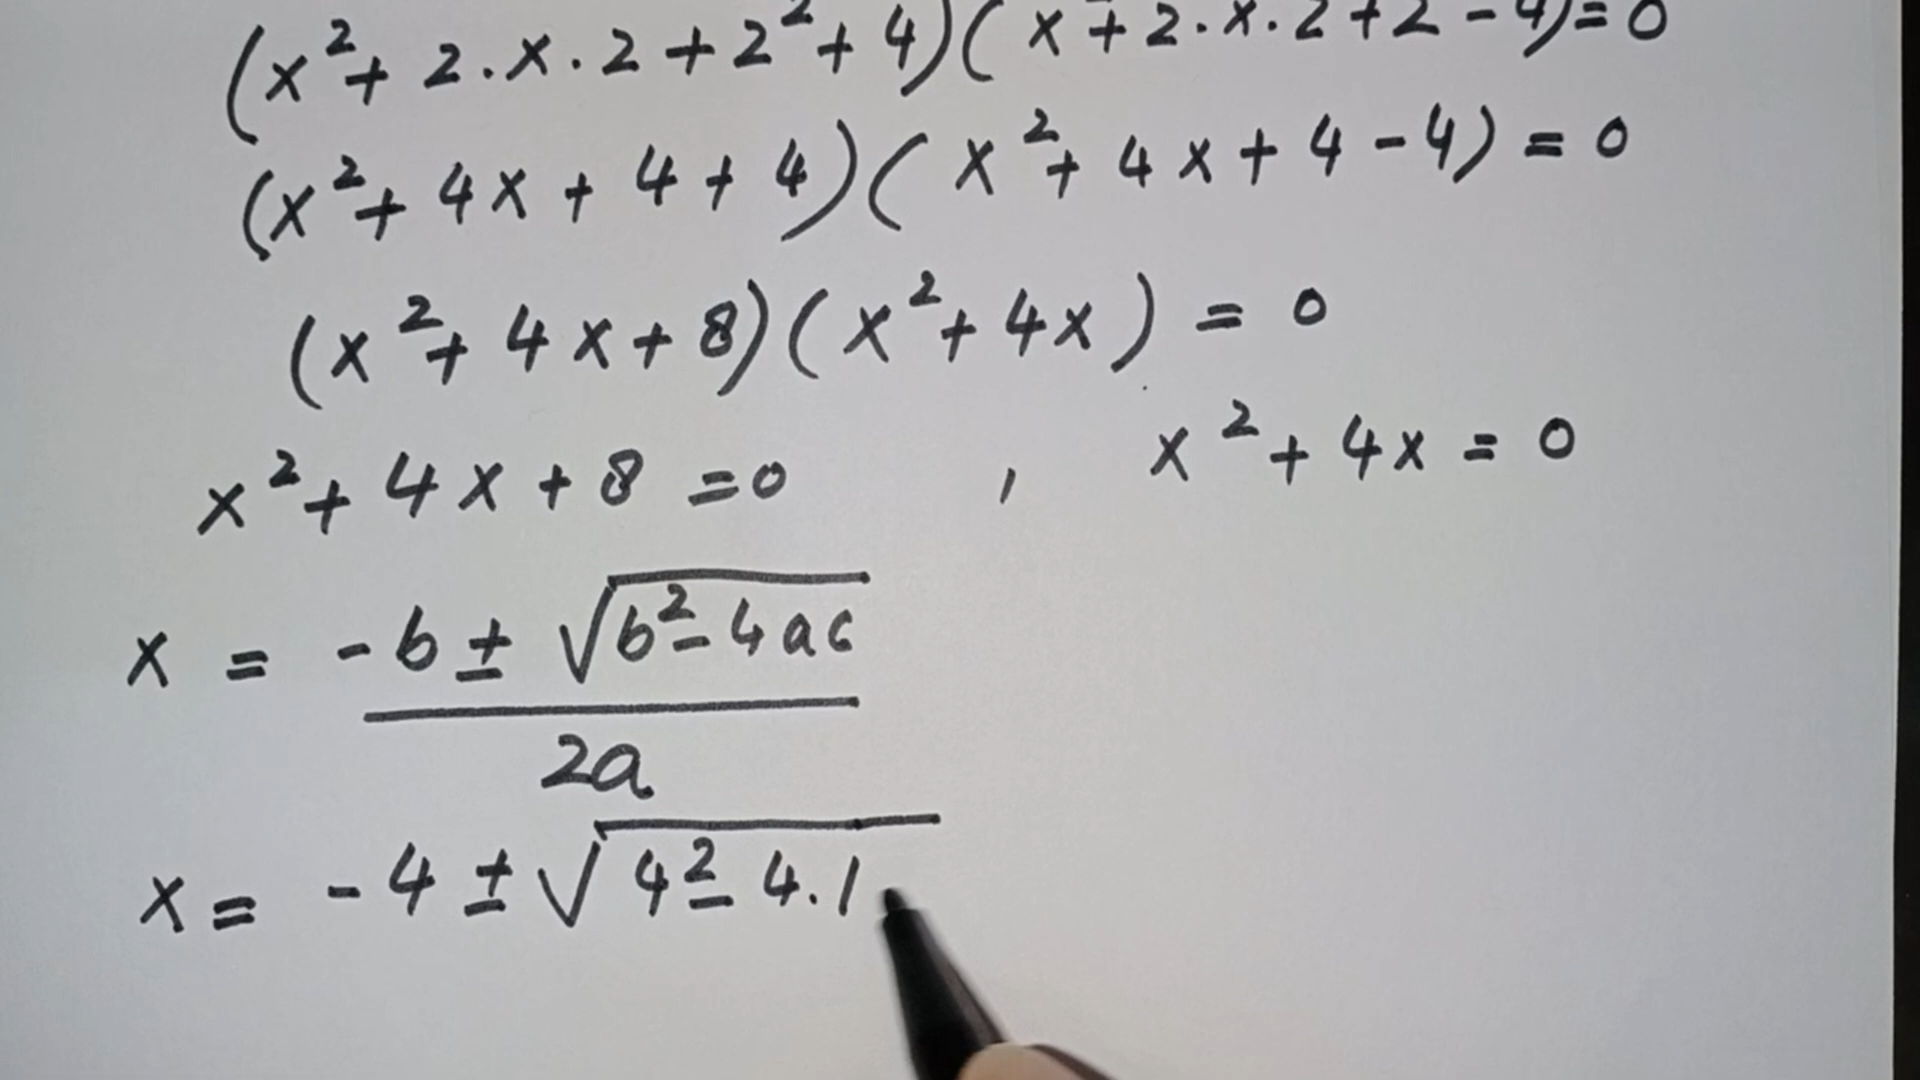 (x²+ 2.x.2+2²+4)(x+2.x.2+2-4)=0
(x²+4x+4+4)(x²+4x+4-4)=0
(x²+4x+8)(x²+4x)=0
x²+4x+8=0 , x²+4x=0
x = -b±√b²-4ac
2a
x= -4±√4²-4.1